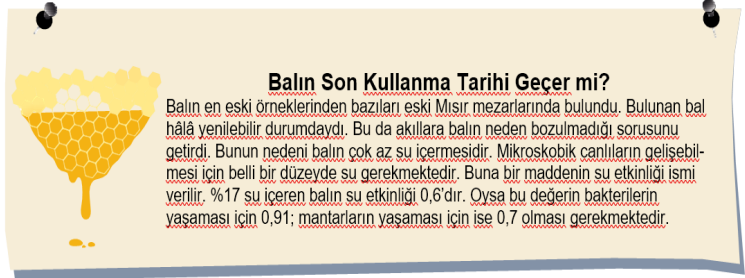 Balın Son Kullanma Tarihi Geçer mi?
Balın en eski örneklerinden bazıları eski Mısır mezarlarında bulundu. Bulunan bal
hâlâ yenilebilir durumdaydı. Bu da akıllara balın neden bozulmadığı sorusunu
getirdi. Bunun nedeni balın çok az su içermesidir. Mikroskobik canlıların gelişebil-
mesi için belli bir düzeyde su gerekmektedir. Buna bir maddenin su etkinliği ismi
verilir. %17 su içeren balın su etkinliği 0,6’dır. Oysa bu değerin bakterilerin
yaşaması için 0,91; mantarların yaşaması için ise 0,7 olması gerekmektedir.